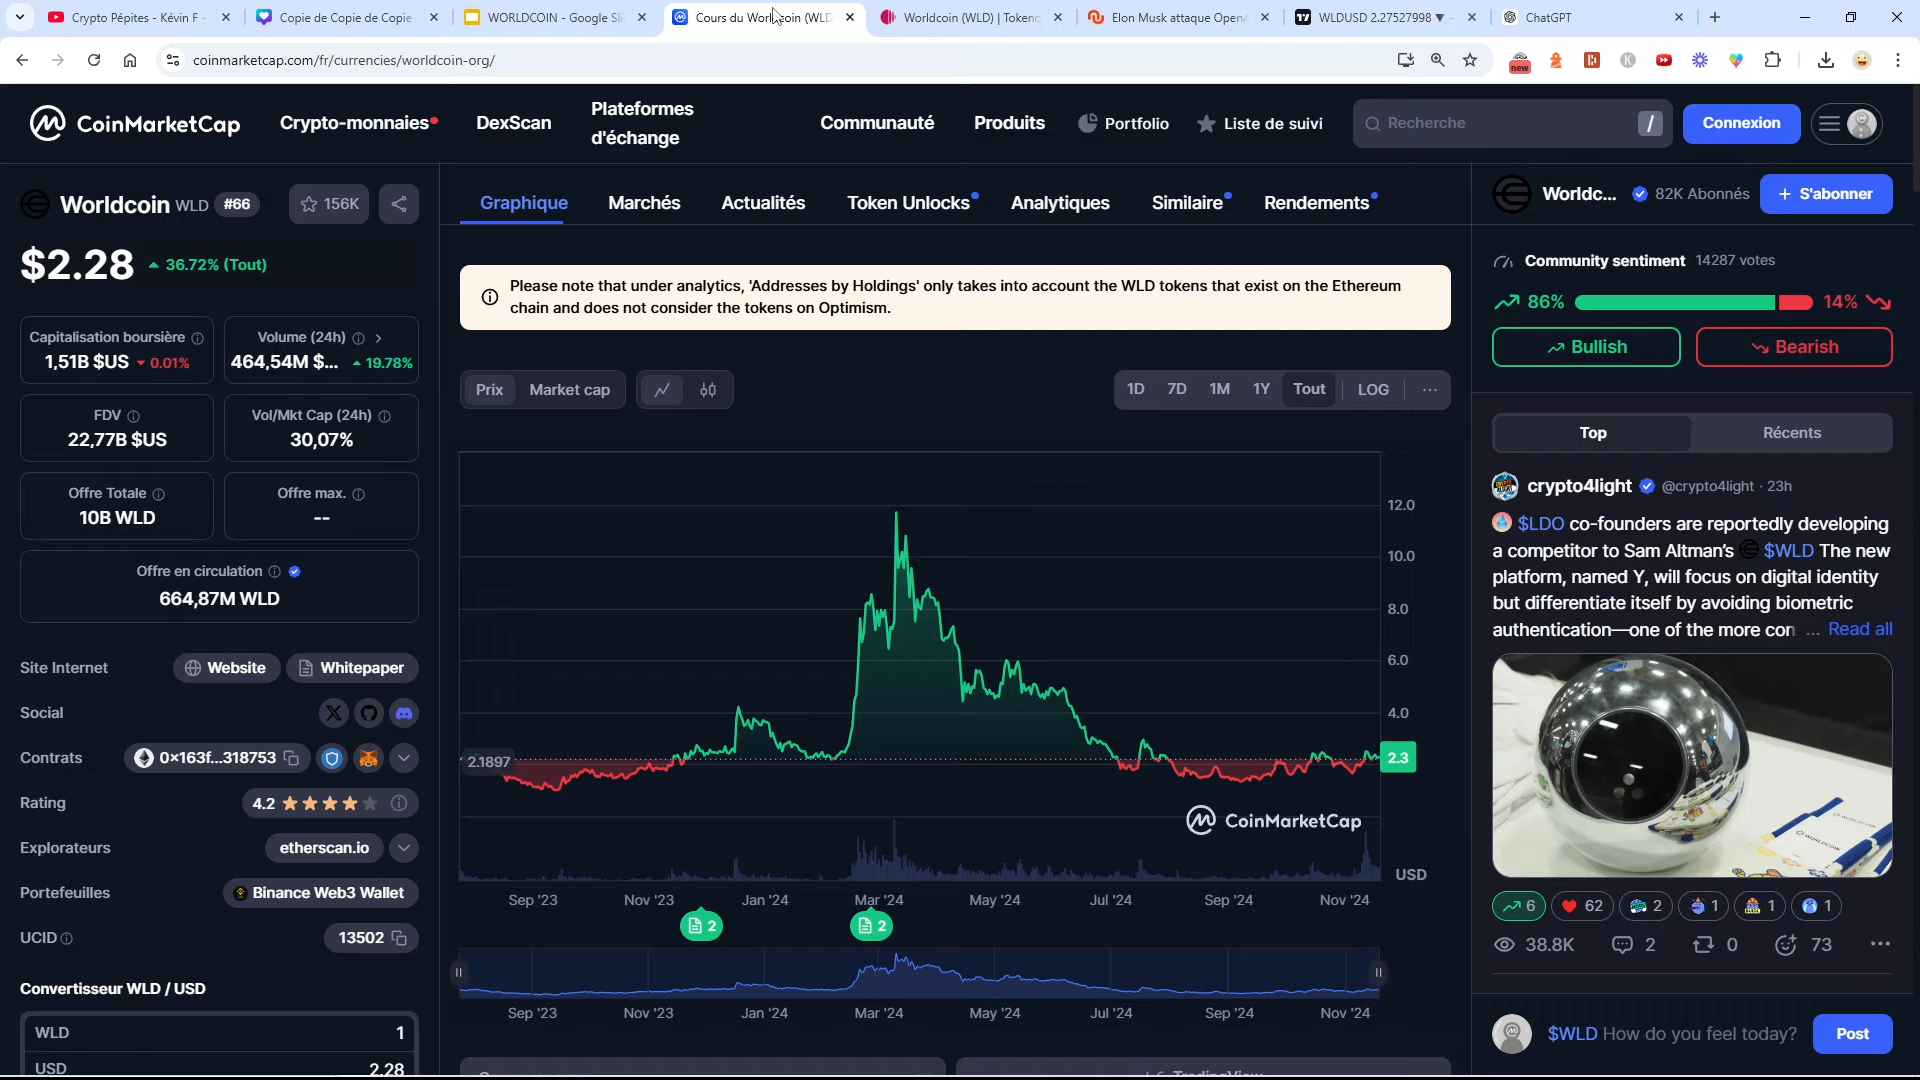 Crypto Pépites - Kévin F -
Copie de Copie de Copie
WORLDCOIN - Google Sli
Cours du Worldcoin (WLD
Worldcoin (WLD) | Tokeno
Elon Musk attaque OpenA
WLDUSD 2.27527998 ▼ -
ChatGPT
coinmarketcap.com/fr/currencies/worldcoin-org/
new
CoinMarketCap
Crypto-monnaies
DexScan
Plateformes
d'échange
Communauté
Produits
Portfolio
Liste de suivi
Recherche
/
Connexion
Worldcoin WLD #66
156K
$2.28
36.72% (Tout)
Capitalisation boursière
1,51B $US 0.01%
Volume (24h)
464,54M $... 19.78%
FDV
22,77B $US
Vol/Mkt Cap (24h)
30,07%
Offre Totale
10B WLD
Offre max.
--
Offre en circulation
664,87M WLD
Site Internet
Website
Whitepaper
Social
Contrats
0x163f...318753
Rating
4.2
Explorateurs
etherscan.io
Portefeuilles
Binance Web3 Wallet
UCID
13502
Convertisseur WLD / USD
WLD
1
USD
2.28
Graphique
Marchés
Actualités
Token Unlocks
Analytiques
Similaire
Rendements
Please note that under analytics, 'Addresses by Holdings' only takes into account the WLD tokens that exist on the Ethereum
chain and does not consider the tokens on Optimism.
Prix
Market cap
1D
7D
1M
1Y
Tout
LOG
...
12.0
10.0
8.0
6.0
4.0
2.3
2.1897
CoinMarketCap
USD
Sep '23
Nov '23
Jan '24
Mar '24
May '24
Jul '24
Sep '24
Nov '24
2
2
Sep '23
Nov '23
Jan '24
Mar '24
May '24
Jul '24
Sep '24
Nov '24
TradingView
Worldc...
82K Abonnés
+ S'abonner
Community sentiment 14287 votes
86%
14%
Bullish
Bearish
Top
Récents
crypto4light @crypto4light · 23h
$LDO co-founders are reportedly developing
a competitor to Sam Altman's $WLD The new
platform, named Y, will focus on digital identity
but differentiate itself by avoiding biometric
authentication—one of the more con ... Read all
6
62
2
1
1
1
38.8K
2
0
73
$WLD How do you feel today?
Post